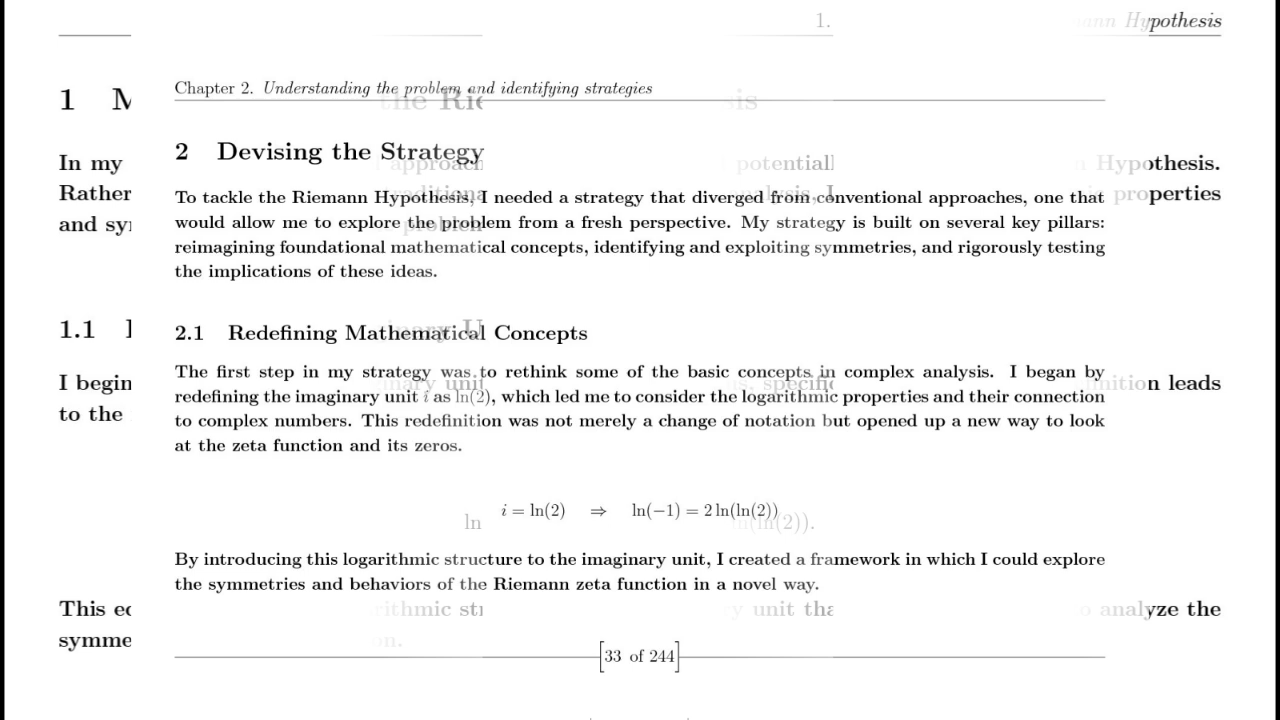 1.
Hypothesis
1
Chapter 2. Understanding the problem and identifying strategies
2 Devising the Strategy
In my
potential
Hypothesis.
Rather
properties
and
To tackle the Riemann Hypothesis, I needed a strategy that diverged from conventional approaches, one that
would allow me to explore the problem from a fresh perspective. My strategy is built on several key pillars:
reimagining foundational mathematical concepts, identifying and exploiting symmetries, and rigorously testing
the implications of these ideas.
1.1
2.1 Redefining Mathematical Concepts
The first step in my strategy was to rethink some of the basic concepts in complex analysis. I began by
redefining the imaginary unit i as ln(2), which led me to consider the logarithmic properties and their connection
to complex numbers. This redefinition was not merely a change of notation but opened up a new way to look
at the zeta function and its zeros.
I begin
unit
leads
to the
i = ln(2) ⇒ ln(−1) = 2 ln(ln(2))
ln
By introducing this logarithmic structure to the imaginary unit, I created a framework in which I could explore
the symmetries and behaviors of the Riemann zeta function in a novel way.
This
unit
analyze the
33 of 244